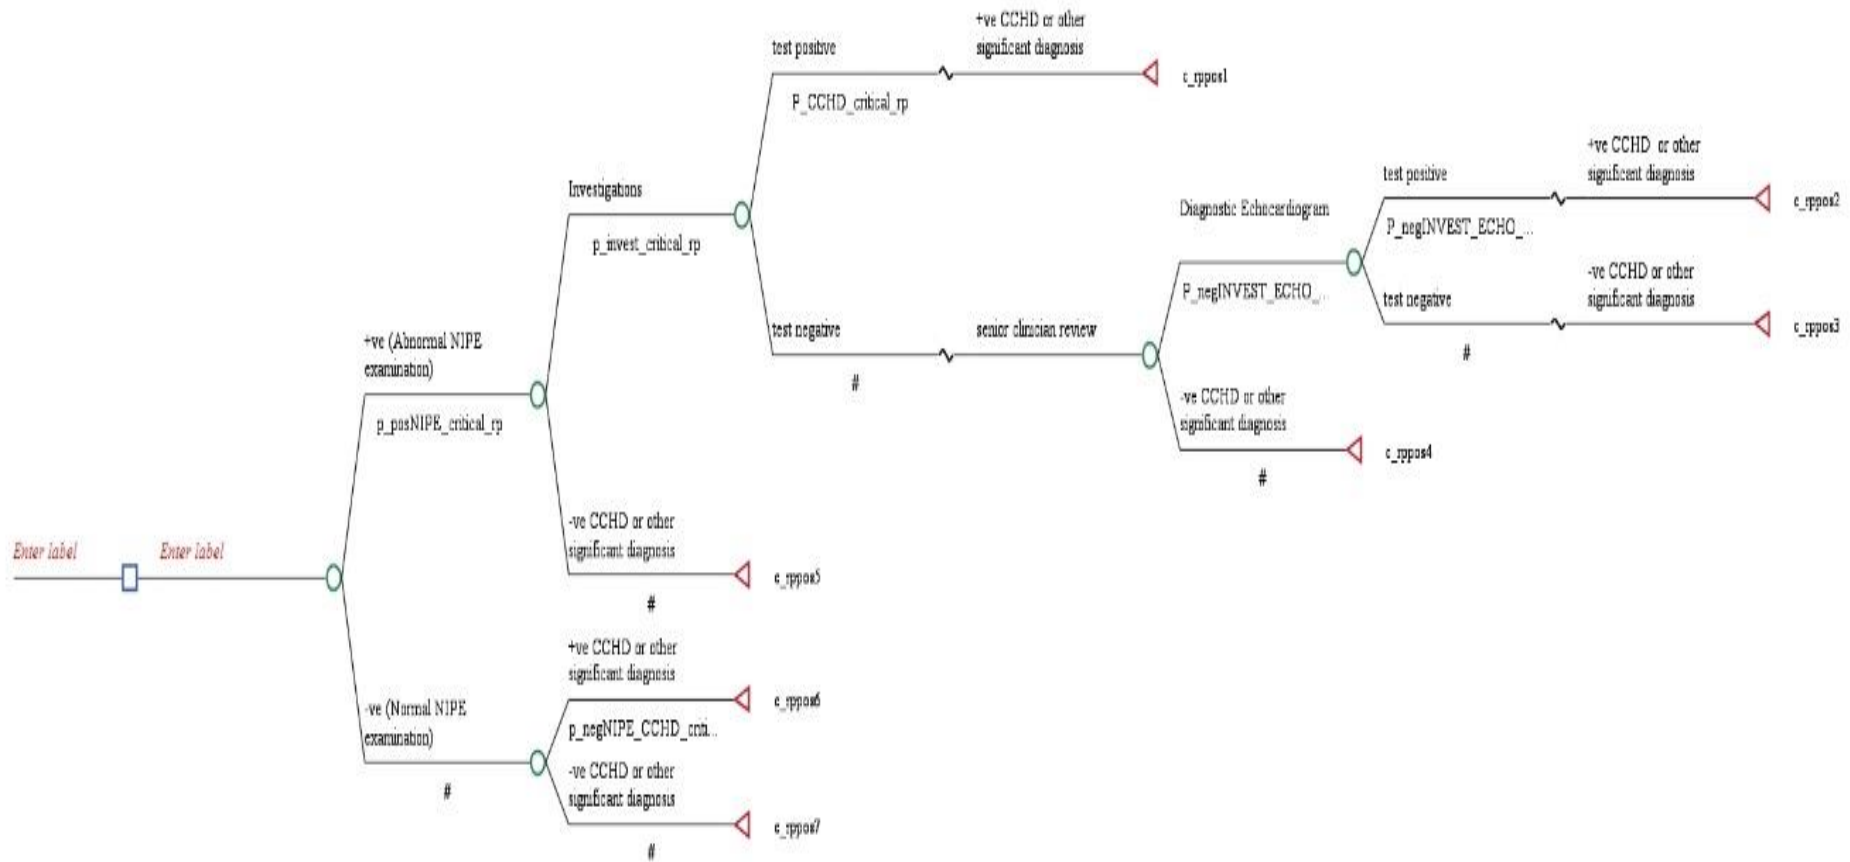 +ve CCHD or other
significant diagnosis
test positive
c_rppos1
P_CCHD_critical_rp
+ve CCHD or other
significant diagnosis
test positive
c_rppos2
P_negINVEST_ECHO_...
Investigations
p_invest_critical_rp
Diagnostic Echocardiogram
P_negINVEST_ECHO_...
-ve CCHD or other
significant diagnosis
test negative
c_rppos3
#
test negative
senior clinician review
#
+ve (Abnormal NIPE
examination)
p_posNIPE_critical_rp
-ve CCHD or other
significant diagnosis
c_rppos4
#
-ve CCHD or other
significant diagnosis
c_rppos5
#
Enter label
Enter label
+ve CCHD or other
significant diagnosis
c_rppos6
p_negNIPE_CCHD_criti...
-ve (Normal NIPE
examination)
#
-ve CCHD or other
significant diagnosis
c_rppos7
#